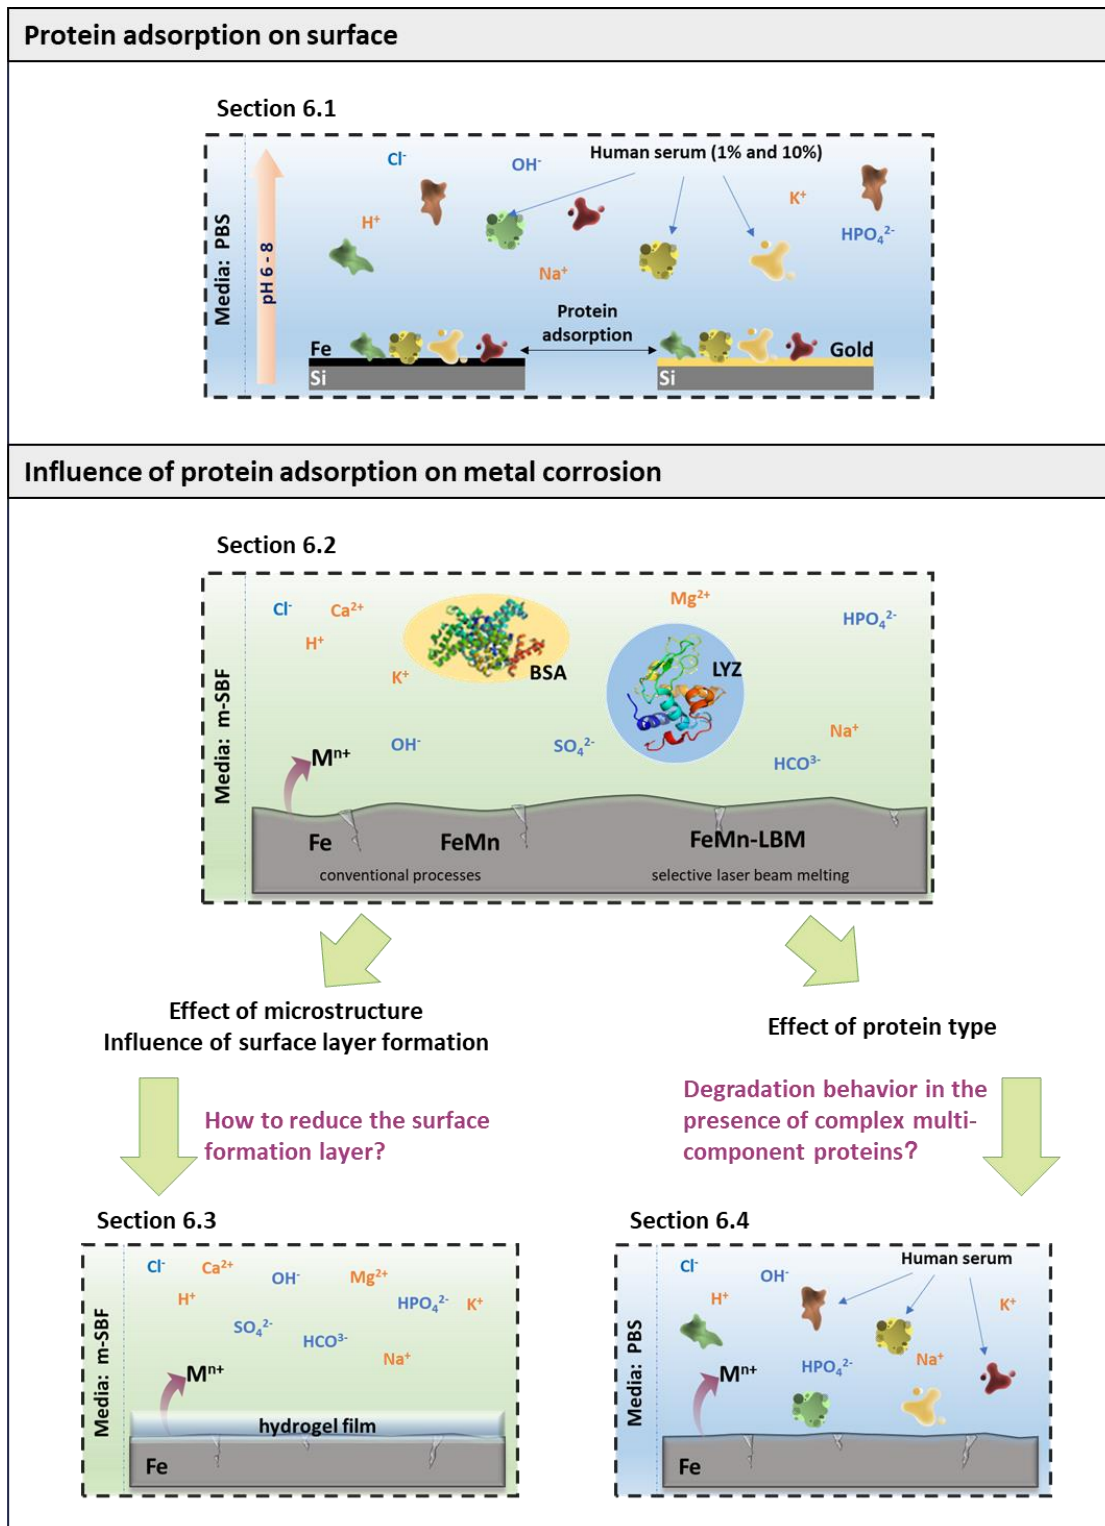 Protein adsorption on surface
Section 6.1
Media: PBS
pH 6 - 8
Cl⁻
OH⁻
Human serum (1% and 10%)
H⁺
K⁺
HPO₄²⁻
Na⁺
Protein
adsorption
Fe
Si
Gold
Si
Influence of protein adsorption on metal corrosion
Section 6.2
Media: m-SBF
Cl⁻
Ca²⁺
H⁺
K⁺
BSA
Mg²⁺
LYZ
HPO₄²⁻
Na⁺
OH⁻
SO₄²⁻
HCO³⁻
Mⁿ⁺
Fe
FeMn
FeMn-LBM
conventional processes
selective laser beam melting
Effect of microstructure
Influence of surface layer formation
Effect of protein type
How to reduce the surface
formation layer?
Degradation behavior in the
presence of complex multi-
component proteins?
Section 6.3
Media: m-SBF
Cl⁻
Ca²⁺
OH⁻
Mg²⁺
H⁺
HPO₄²⁻
K⁺
SO₄²⁻
HCO³⁻
Na⁺
Mⁿ⁺
hydrogel film
Fe
Section 6.4
Media: PBS
Cl⁻
OH⁻
Human serum
H⁺
K⁺
HPO₄²⁻
Na⁺
Mⁿ⁺
Fe